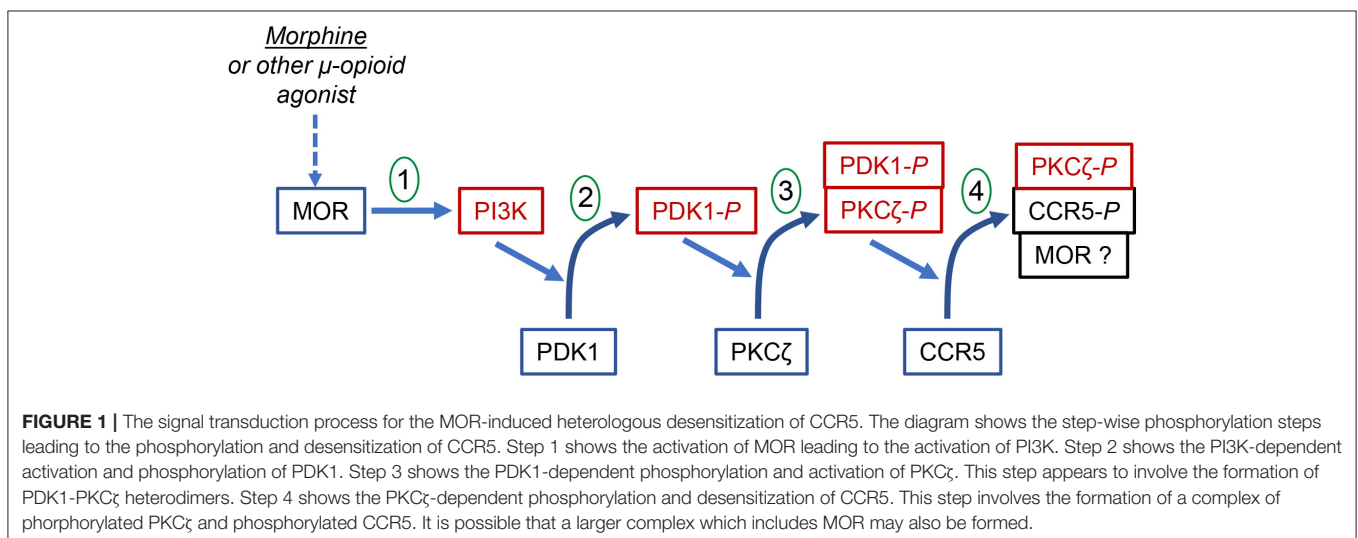 Morphine
or other µ-opioid
agonist
MOR
1
PI3K
2
PDK1
PDK1-P
3
PKCζ
PDK1-P
PKCζ-P
4
CCR5
PKCζ-P
CCR5-P
MOR ?
FIGURE 1 | The signal transduction process for the MOR-induced heterologous desensitization of CCR5. The diagram shows the step-wise phosphorylation steps
leading to the phosphorylation and desensitization of CCR5. Step 1 shows the activation of MOR leading to the activation of PI3K. Step 2 shows the PI3K-dependent
activation and phosphorylation of PDK1. Step 3 shows the PDK1-dependent phosphorylation and activation of PKCζ. This step appears to involve the formation of
PDK1-PKCζ heterodimers. Step 4 shows the PKCζ-dependent phosphorylation and desensitization of CCR5. This step involves the formation of a complex of
phorphorylated PKCζ and phosphorylated CCR5. It is possible that a larger complex which includes MOR may also be formed.